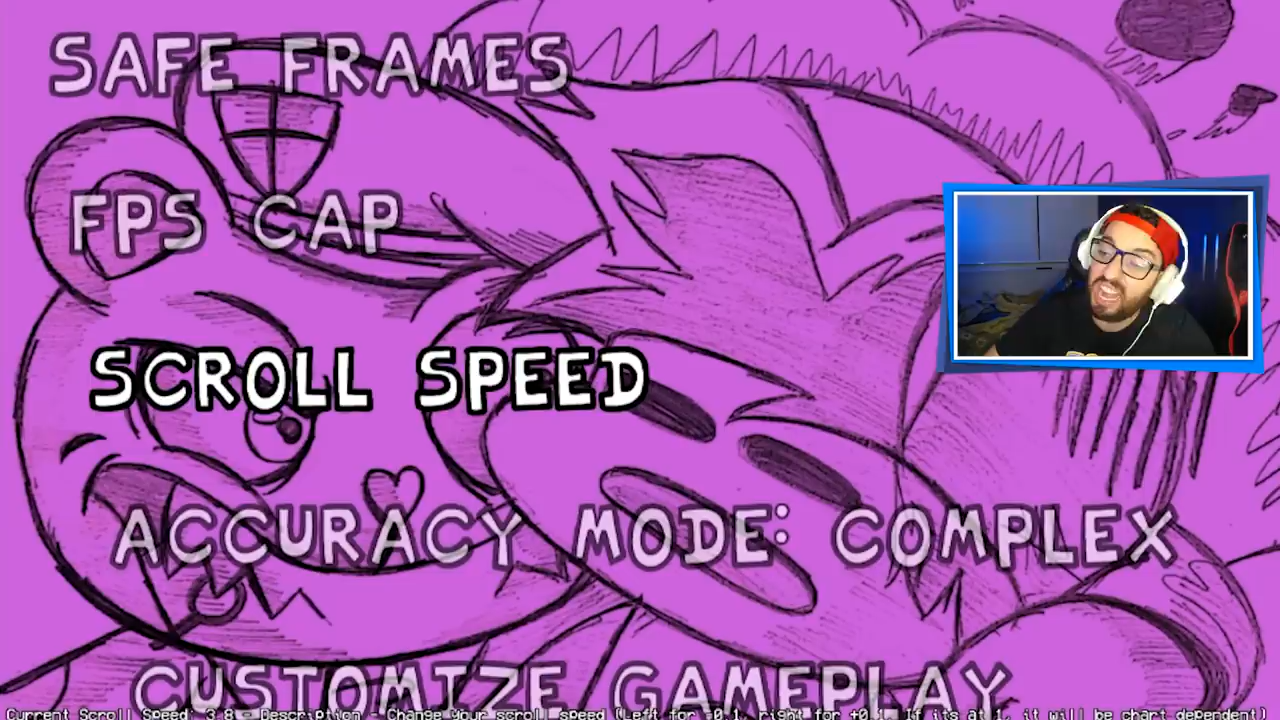 SAFE FRAMES
FPS CAP
SCROLL SPEED
ACCURACY MODE: COMPLEX
CUSTOMIZE GAMEPLAY
Current Scroll Speed: 3.8 - Description - Change your scroll speed (Left for -0.1, right for +0.1. If its at 1, it will be chart dependent)